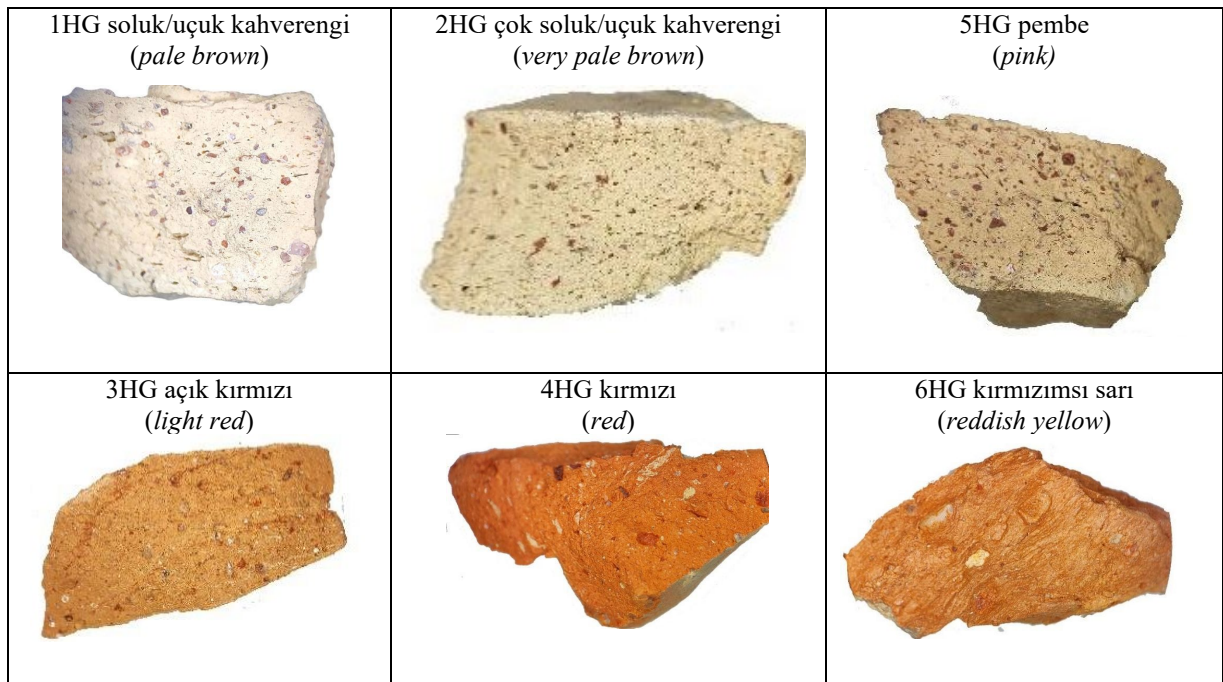 1HG soluk/uçuk kahverengi
(pale brown)
2HG çok soluk/uçuk kahverengi
(very pale brown)
5HG pembe
(pink)
3HG açık kırmızı
(light red)
4HG kırmızı
(red)
6HG kırmızımsı sarı
(reddish yellow)